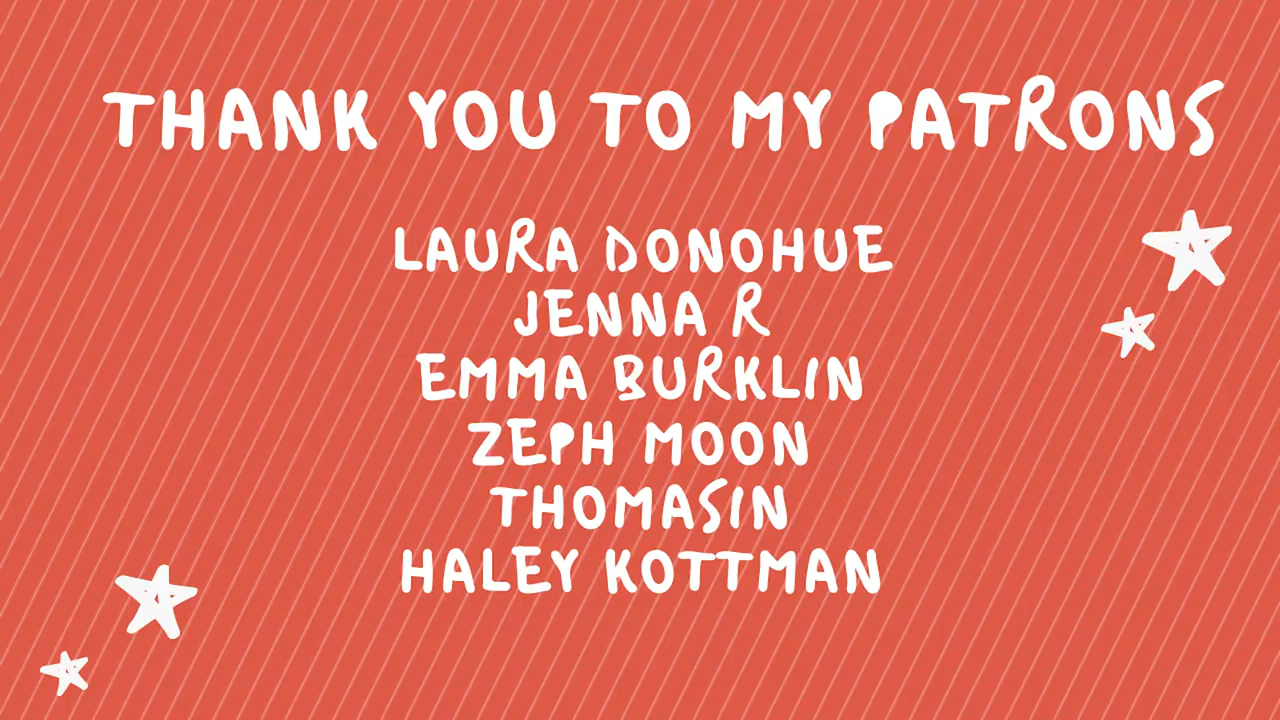 THANK YOU TO MY PATRONS
LAURA DONOHUE
JENNA R
EMMA BURKLIN
ZEPH MOON
THOMASIN
HALEY KOTTMAN